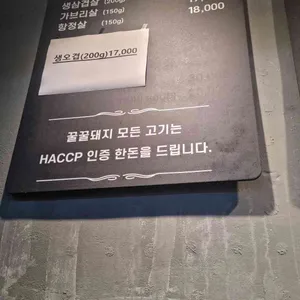 생삼겹살 (200g)
가브리살 (150g)
항정살 (150g) 18,000
생오겹(200g)17,000
꿀꿀돼지 모든 고기는
HACCP 인증 한돈을 드립니다.